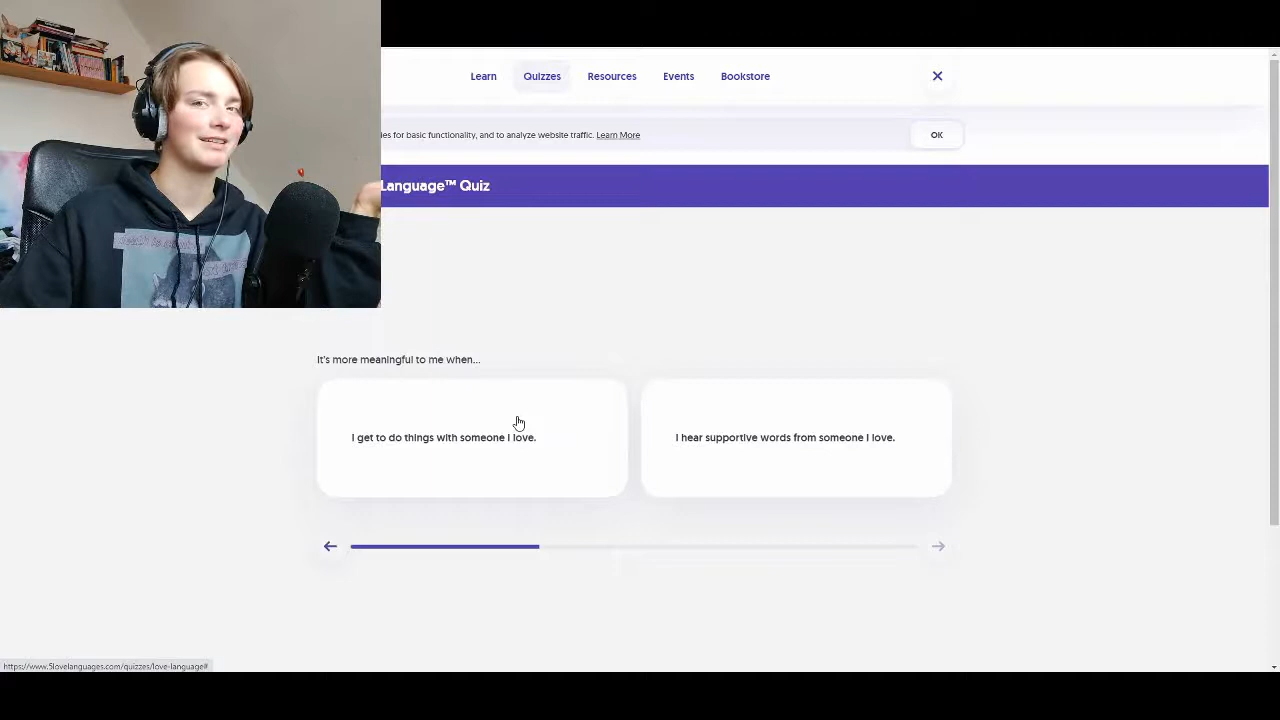 Learn Quizzes Resources Events Bookstore
ies for basic functionality, and to analyze website traffic. Learn More OK
Language™ Quiz
It's more meaningful to me when...
I get to do things with someone I love.
I hear supportive words from someone I love.
https://www.5lovelanguages.com/quizzes/love-language#